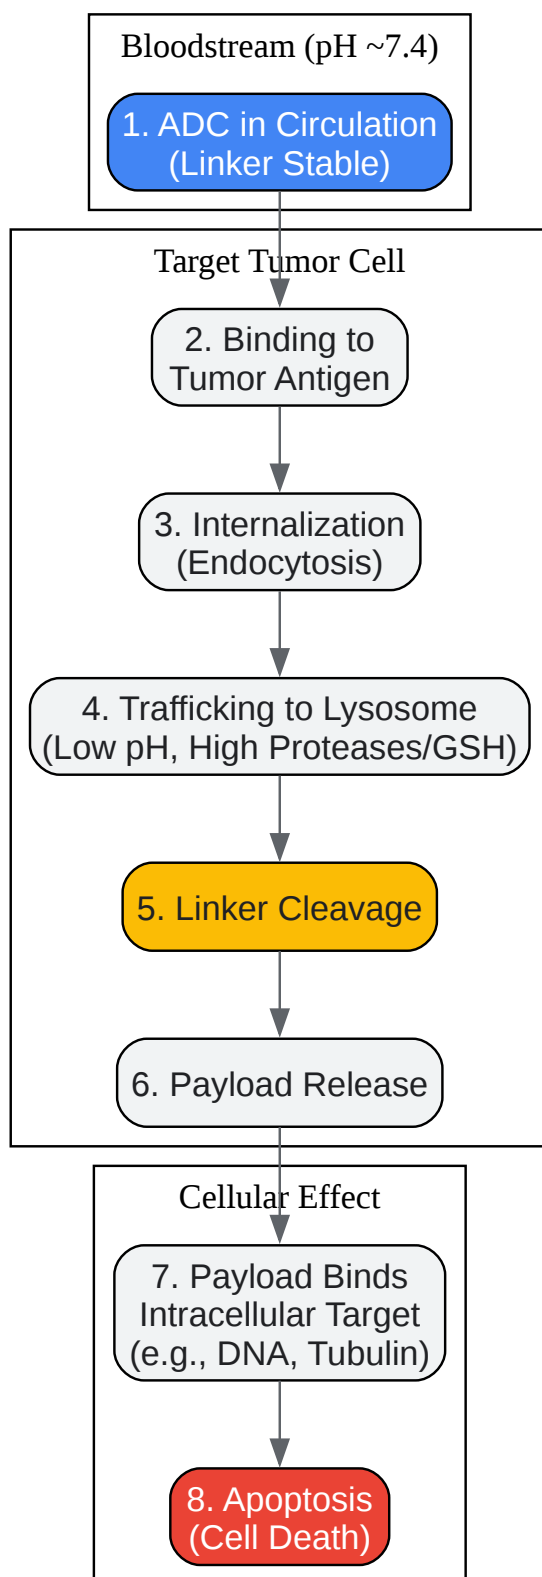 Bloodstream (pH ~7.4)
1. ADC in Circulation
(Linker Stable)
Target Tumor Cell
2. Binding to
Tumor Antigen
3. Internalization
(Endocytosis)
4. Trafficking to Lysosome
(Low pH, High Proteases/GSH)
5. Linker Cleavage
6. Payload Release
Cellular Effect
7. Payload Binds
Intracellular Target
(e.g., DNA, Tubulin)
8. Apoptosis
(Cell Death)